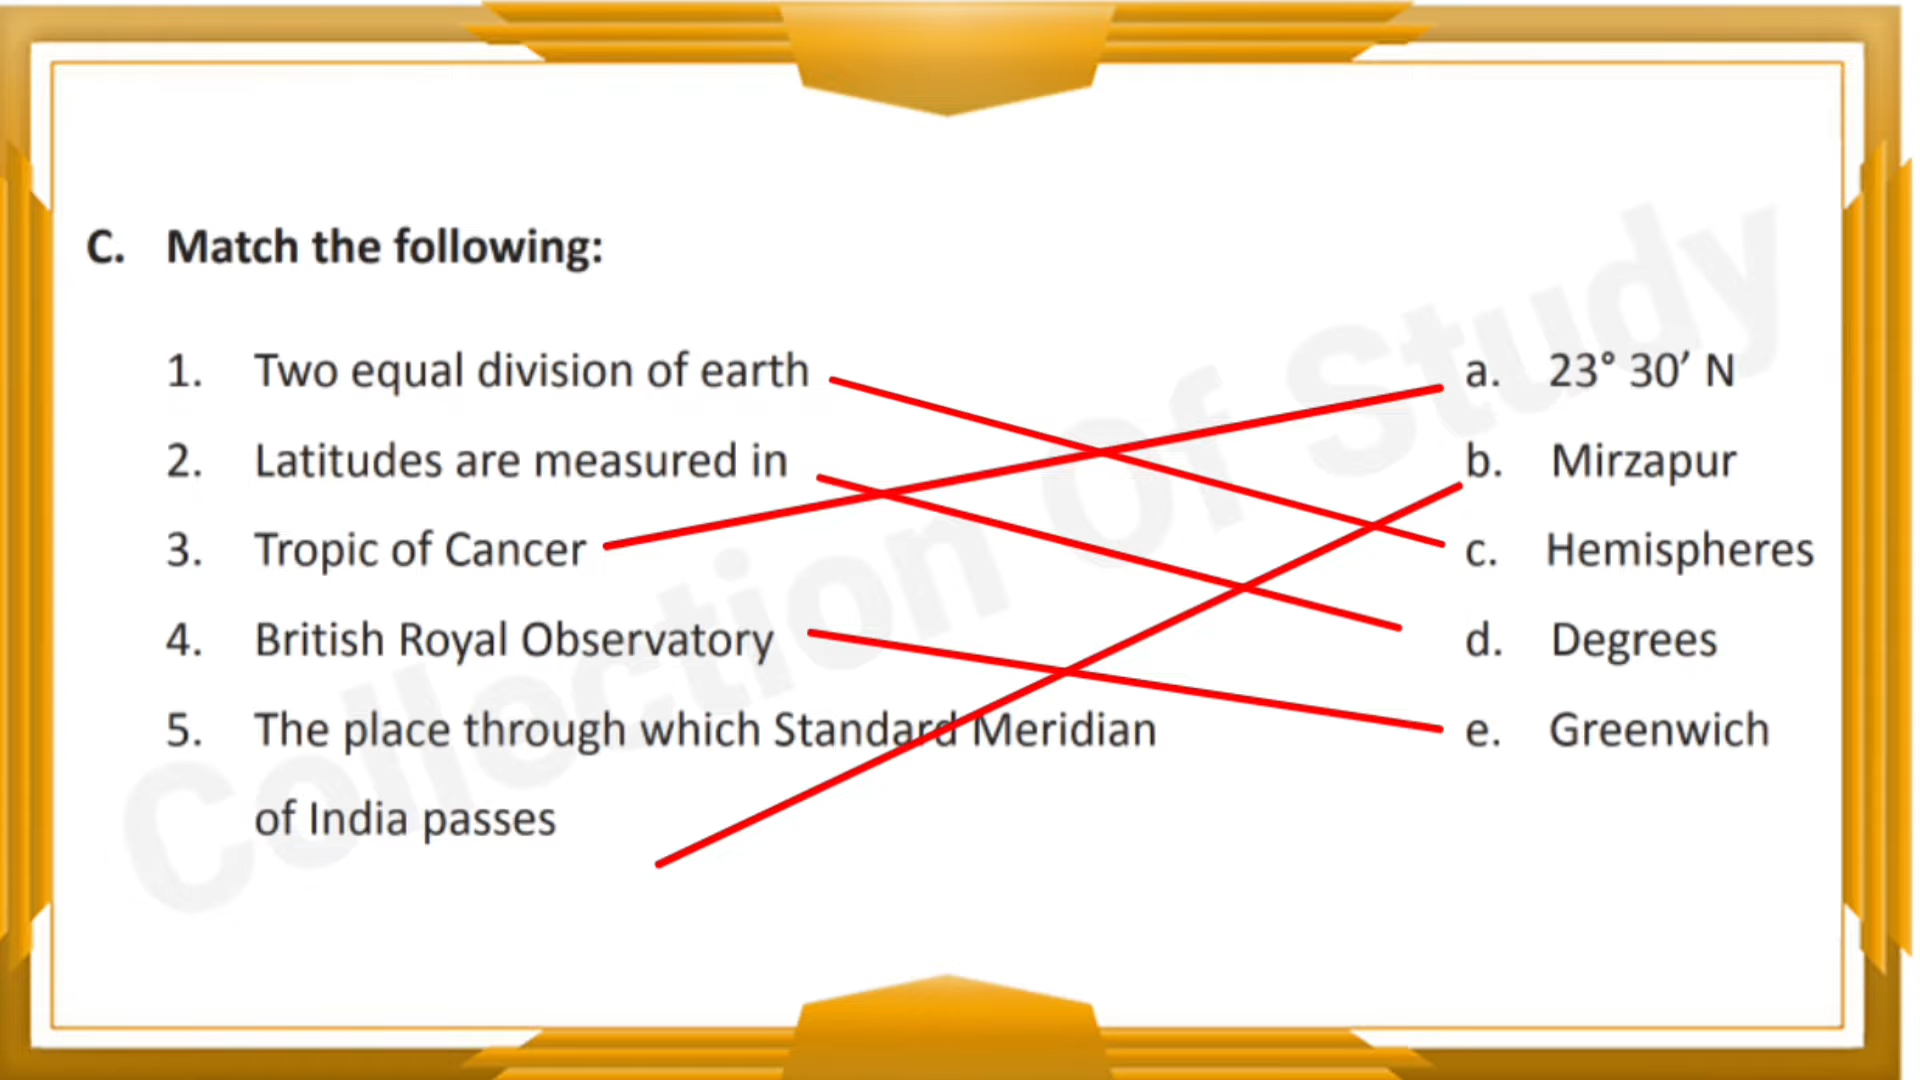 C. Match the following:
1. Two equal division of earth a. 23° 30′ N
2. Latitudes are measured in b. Mirzapur
3. Tropic of Cancer c. Hemispheres
4. British Royal Observatory d. Degrees
5. The place through which Standard Meridian e. Greenwich
of India passes
Collection Of Study